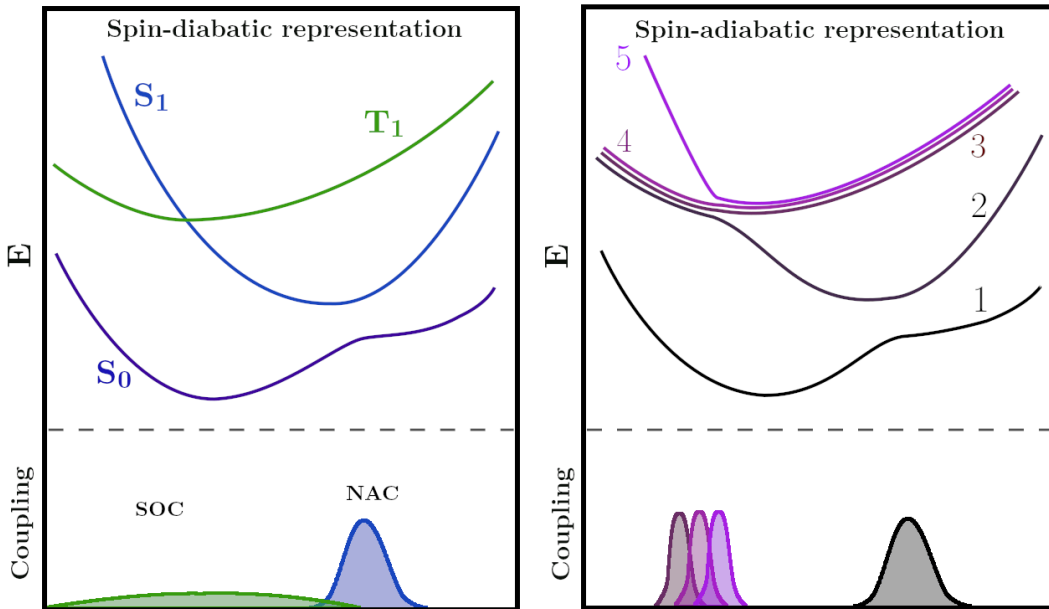 Spin-diabatic representation
S₁
T₁
S₀
E
SOC
NAC
Coupling
Spin-adiabatic representation
5
4
3
2
1
E
Coupling